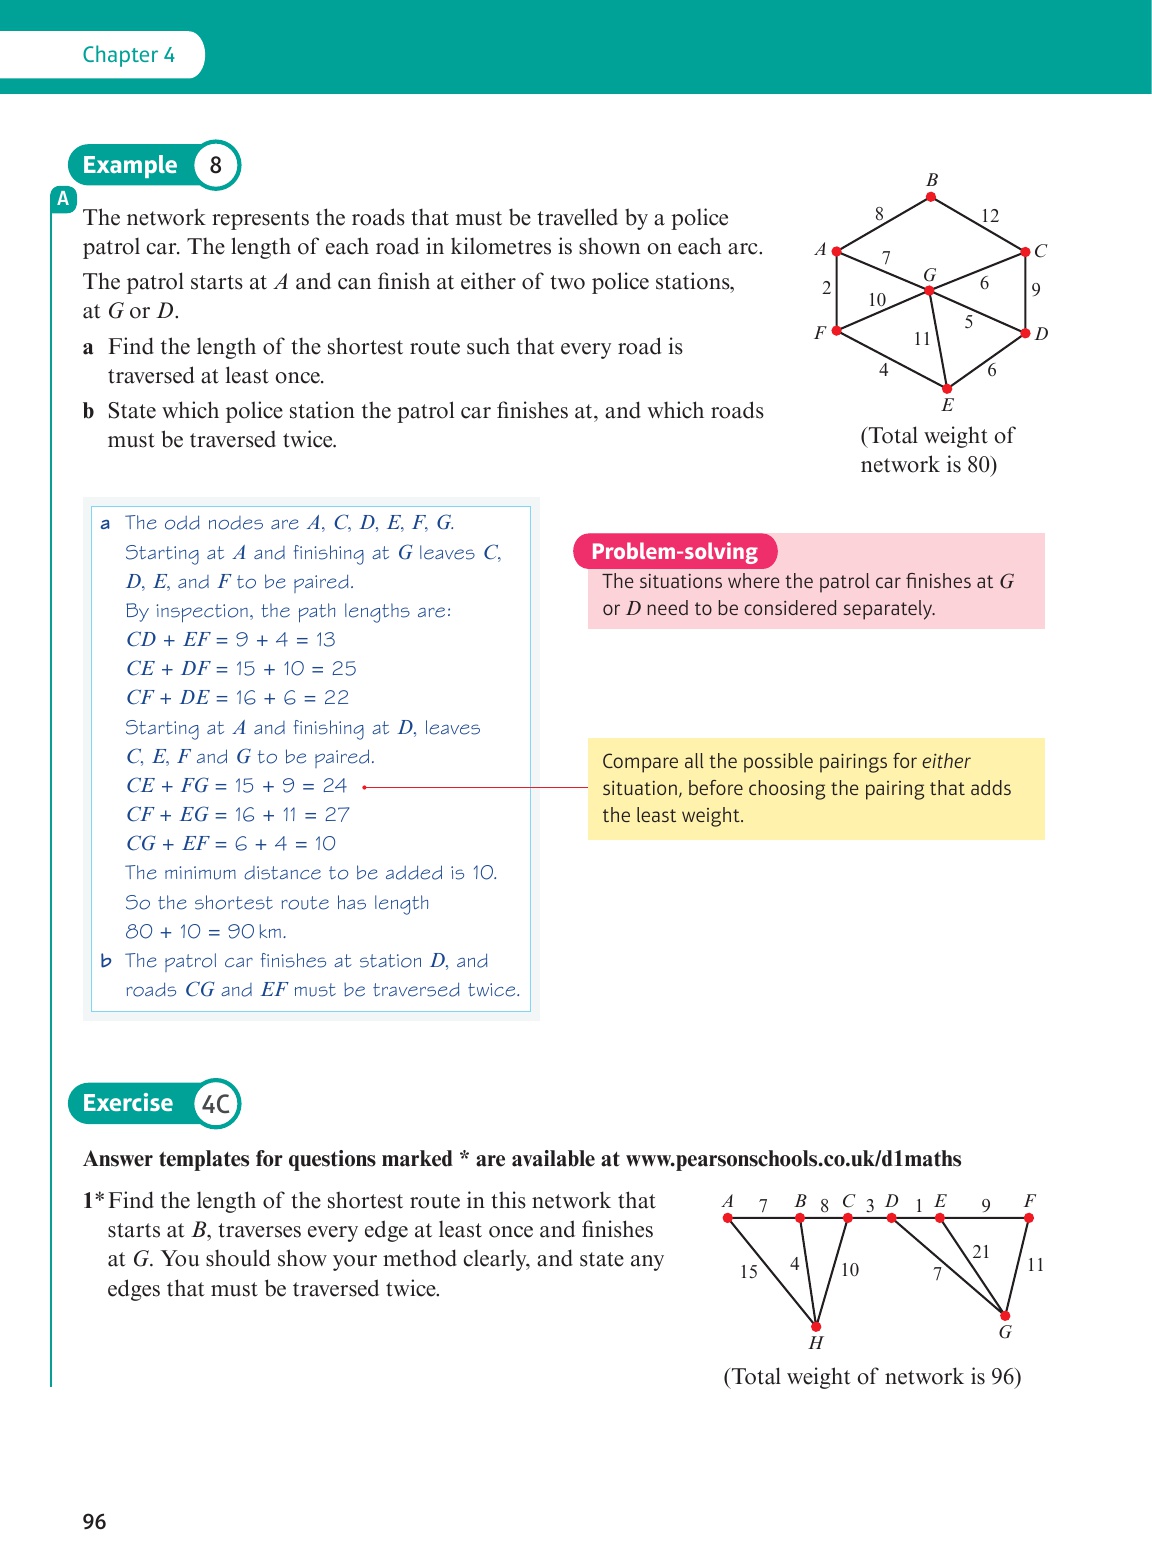 Chapter 4
Example 8
A
The network represents the roads that must be travelled by a police
patrol car. The length of each road in kilometres is shown on each arc.
The patrol starts at A and can finish at either of two police stations,
at G or D.
a Find the length of the shortest route such that every road is
traversed at least once.
b State which police station the patrol car finishes at, and which roads
must be traversed twice.
B
8 12
A 7 C
G
2 10 6 9
F 11 5 D
4 6
E
(Total weight of
network is 80)
a The odd nodes are A, C, D, E, F, G.
Starting at A and finishing at G leaves C,
D, E, and F to be paired.
By inspection, the path lengths are:
CD + EF = 9 + 4 = 13
CE + DF = 15 + 10 = 25
CF + DE = 16 + 6 = 22
Starting at A and finishing at D, leaves
C, E, F and G to be paired.
CE + FG = 15 + 9 = 24
CF + EG = 16 + 11 = 27
CG + EF = 6 + 4 = 10
The minimum distance to be added is 10.
So the shortest route has length
80 + 10 = 90 km.
b The patrol car finishes at station D, and
roads CG and EF must be traversed twice.
Problem-solving
The situations where the patrol car finishes at G
or D need to be considered separately.
Compare all the possible pairings for either
situation, before choosing the pairing that adds
the least weight.
Exercise 4C
Answer templates for questions marked * are available at www.pearsonschools.co.uk/d1maths
1* Find the length of the shortest route in this network that
starts at B, traverses every edge at least once and finishes
at G. You should show your method clearly, and state any
edges that must be traversed twice.
A 7 B 8 C 3 D 1 E 9 F
15 4 10 7 21 11
H G
(Total weight of network is 96)
96